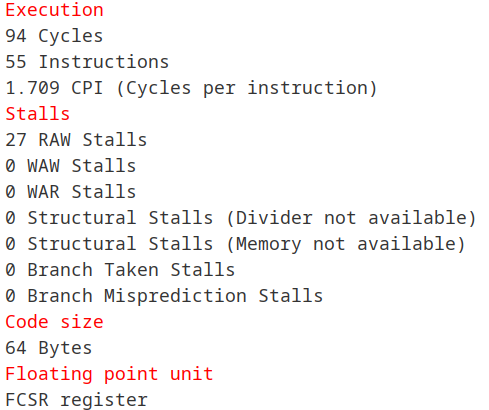 Execution
94 Cycles
55 Instructions
1.709 CPI (Cycles per instruction)
Stalls
27 RAW Stalls
0 WAW Stalls
0 WAR Stalls
0 Structural Stalls (Divider not available)
0 Structural Stalls (Memory not available)
0 Branch Taken Stalls
0 Branch Misprediction Stalls
Code size
64 Bytes
Floating point unit
FCSR register